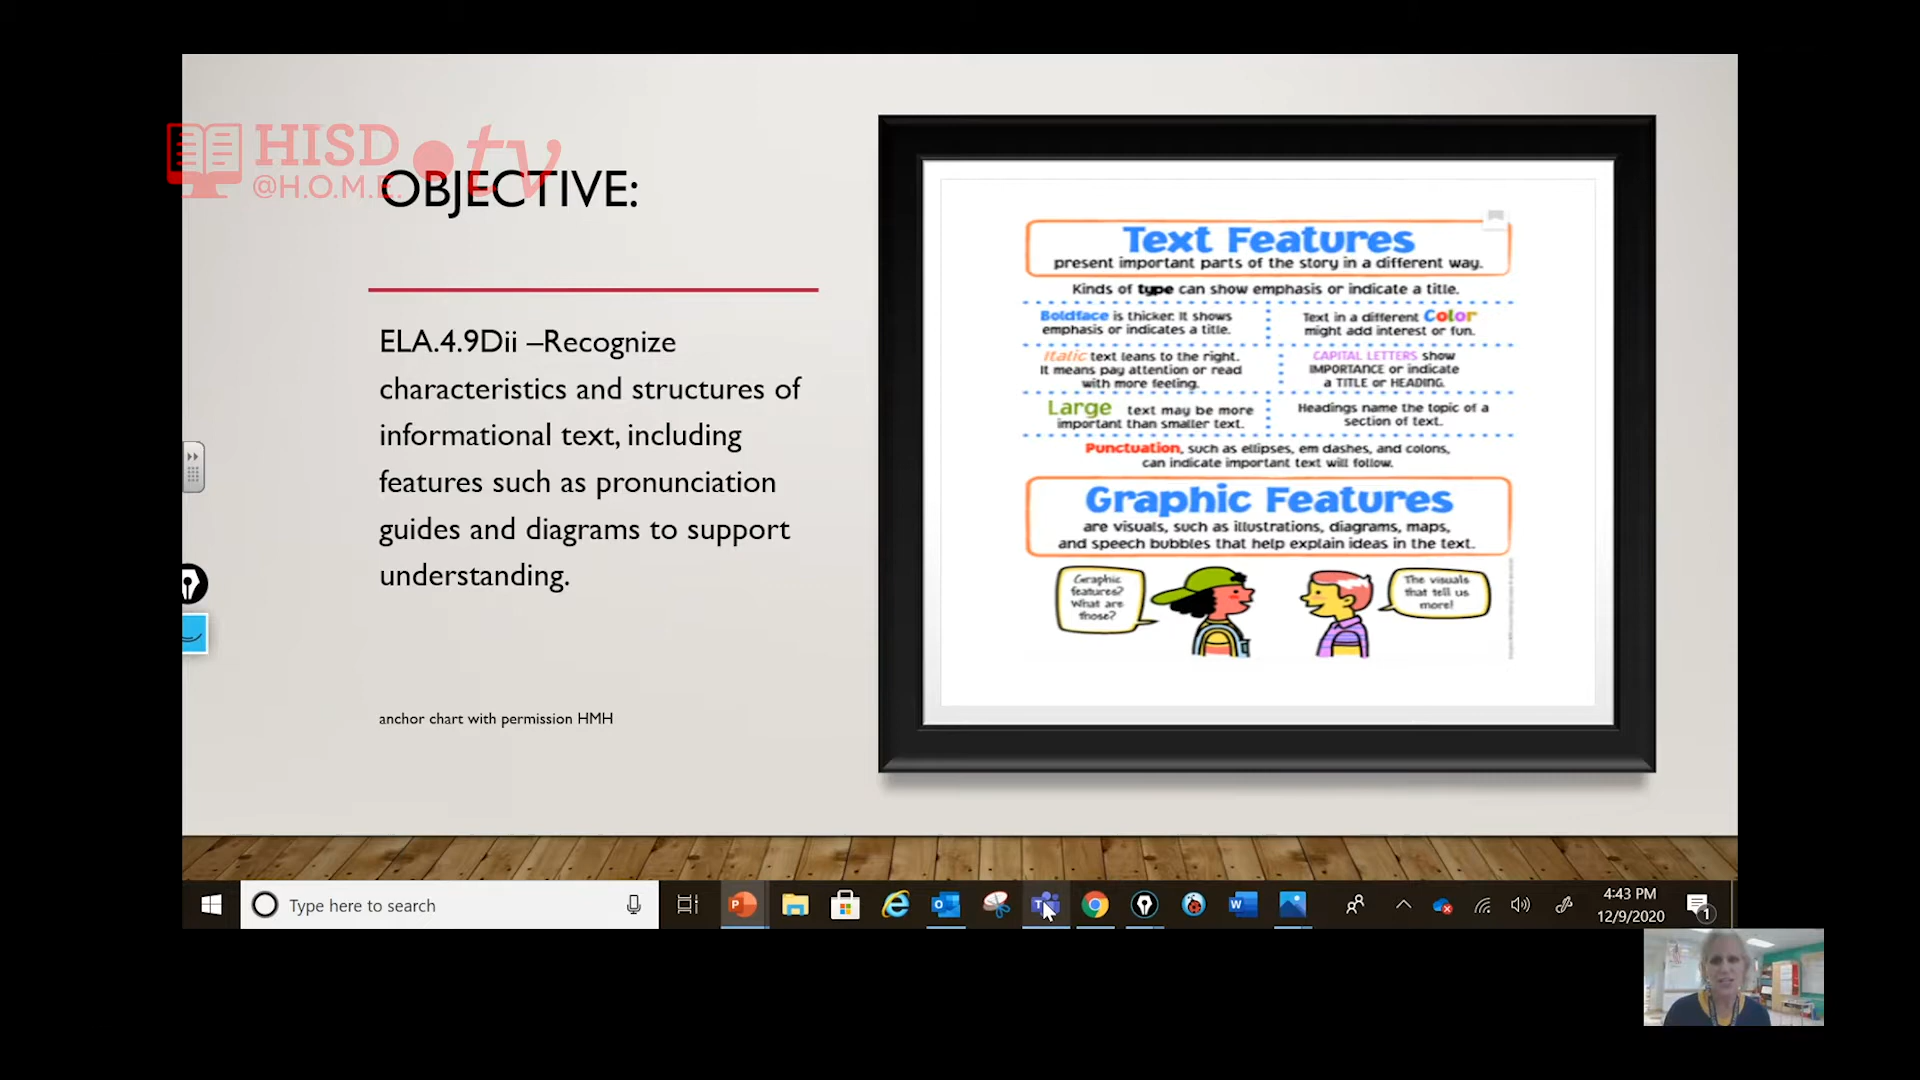 HISD
@H.O.M.E.
.tv
OBJECTIVE:
ELA.4.9Dii –Recognize
characteristics and structures of
informational text, including
features such as pronunciation
guides and diagrams to support
understanding.
anchor chart with permission HMH
Text Features
present important parts of the story in a different way.
Kinds of type can show emphasis or indicate a title.
Boldface is thicker. It shows
emphasis or indicates a title.
Text in a different Color
might add interest or fun.
Italic text leans to the right.
It means pay attention or read
with more feeling.
CAPITAL LETTERS show
IMPORTANCE or indicate
a TITLE or HEADING.
Large text may be more
important than smaller text.
Headings name the topic of a
section of text.
Punctuation, such as ellipses, em dashes, and colons,
can indicate important text will follow.
Graphic Features
are visuals, such as illustrations, diagrams, maps,
and speech bubbles that help explain ideas in the text.
Graphic
features?
What are
those?
The visuals
that tell us
more!
Type here to search
4:43 PM
12/9/2020
1